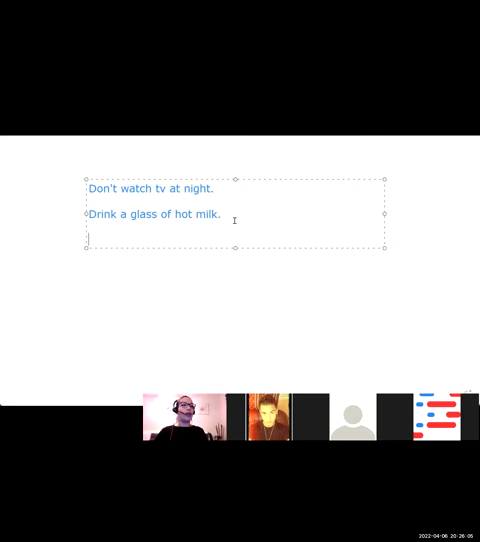 Don't watch tv at night.
Drink a glass of hot milk.
2022-04-06 20:26:05